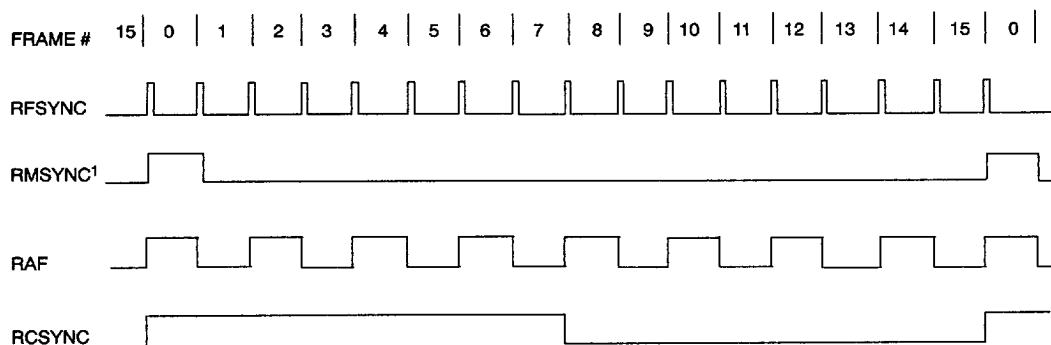 FRAME # 15 0 1 2 3 4 5 6 7 8 9 10 11 12 13 14 15 0
RFSYNC
RMSYNC¹
RAF
RCSYNC